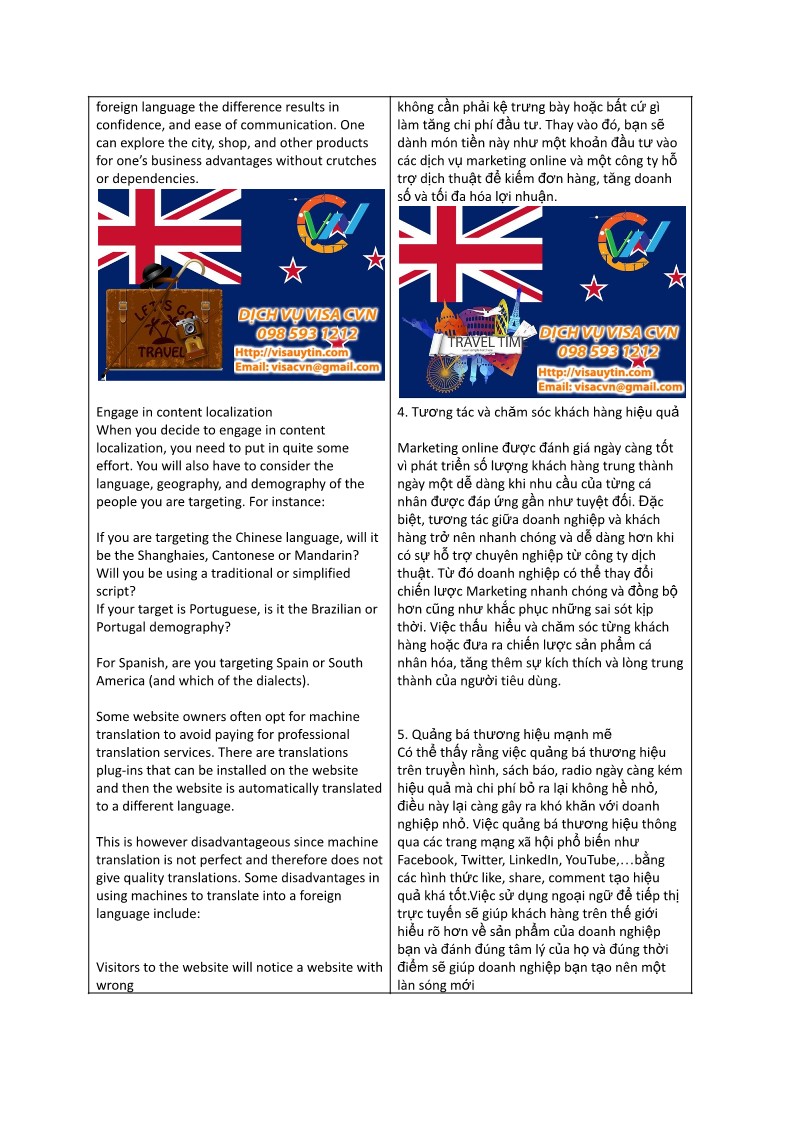 foreign language the difference results in
confidence, and ease of communication. One
can explore the city, shop, and other products
for one’s business advantages without crutches
or dependencies.
LET'S GO
TRAVEL
DỊCH VỤ VISA CVN
098 593 1212
Http://visauytin.com
Email: visacvn@gmail.com
Engage in content localization
When you decide to engage in content
localization, you need to put in quite some
effort. You will also have to consider the
language, geography, and demography of the
people you are targeting. For instance:
If you are targeting the Chinese language, will it
be the Shanghaies, Cantonese or Mandarin?
Will you be using a traditional or simplified
script?
If your target is Portuguese, is it the Brazilian or
Portugal demography?
For Spanish, are you targeting Spain or South
America (and which of the dialects).
Some website owners often opt for machine
translation to avoid paying for professional
translation services. There are translations
plug-ins that can be installed on the website
and then the website is automatically translated
to a different language.
This is however disadvantageous since machine
translation is not perfect and therefore does not
give quality translations. Some disadvantages in
using machines to translate into a foreign
language include:
Visitors to the website will notice a website with
wrong
không cần phải kệ trưng bày hoặc bất cứ gì
làm tăng chi phí đầu tư. Thay vào đó, bạn sẽ
dành món tiền này như một khoản đầu tư vào
các dịch vụ marketing online và một công ty hỗ
trợ dịch thuật để kiếm đơn hàng, tăng doanh
số và tối đa hóa lợi nhuận.
TRAVEL TIME
DỊCH VỤ VISA CVN
098 593 1212
Http://visauytin.com
Email: visacvn@gmail.com
4. Tương tác và chăm sóc khách hàng hiệu quả
Marketing online được đánh giá ngày càng tốt
vì phát triển số lượng khách hàng trung thành
ngày một dễ dàng khi nhu cầu của từng cá
nhân được đáp ứng gần như tuyệt đối. Đặc
biệt, tương tác giữa doanh nghiệp và khách
hàng trở nên nhanh chóng và dễ dàng hơn khi
có sự hỗ trợ chuyên nghiệp từ công ty dịch
thuật. Từ đó doanh nghiệp có thể thay đổi
chiến lược Marketing nhanh chóng và đồng bộ
hơn cũng như khắc phục những sai sót kịp
thời. Việc thấu  hiểu và chăm sóc từng khách
hàng hoặc đưa ra chiến lược sản phẩm cá
nhân hóa, tăng thêm sự kích thích và lòng trung
thành của người tiêu dùng.
5. Quảng bá thương hiệu mạnh mẽ
Có thể thấy rằng việc quảng bá thương hiệu
trên truyền hình, sách báo, radio ngày càng kém
hiệu quả mà chi phí bỏ ra lại không hề nhỏ,
điều này lại càng gây ra khó khăn với doanh
nghiệp nhỏ. Việc quảng bá thương hiệu thông
qua các trang mạng xã hội phổ biến như
Facebook, Twitter, LinkedIn, YouTube,…bằng
các hình thức like, share, comment tạo hiệu
quả khá tốt.Việc sử dụng ngoại ngữ để tiếp thị
trực tuyến sẽ giúp khách hàng trên thế giới
hiểu rõ hơn về sản phẩm của doanh nghiệp
bạn và đánh đúng tâm lý của họ và đúng thời
điểm sẽ giúp doanh nghiệp bạn tạo nên một
làn sóng mới